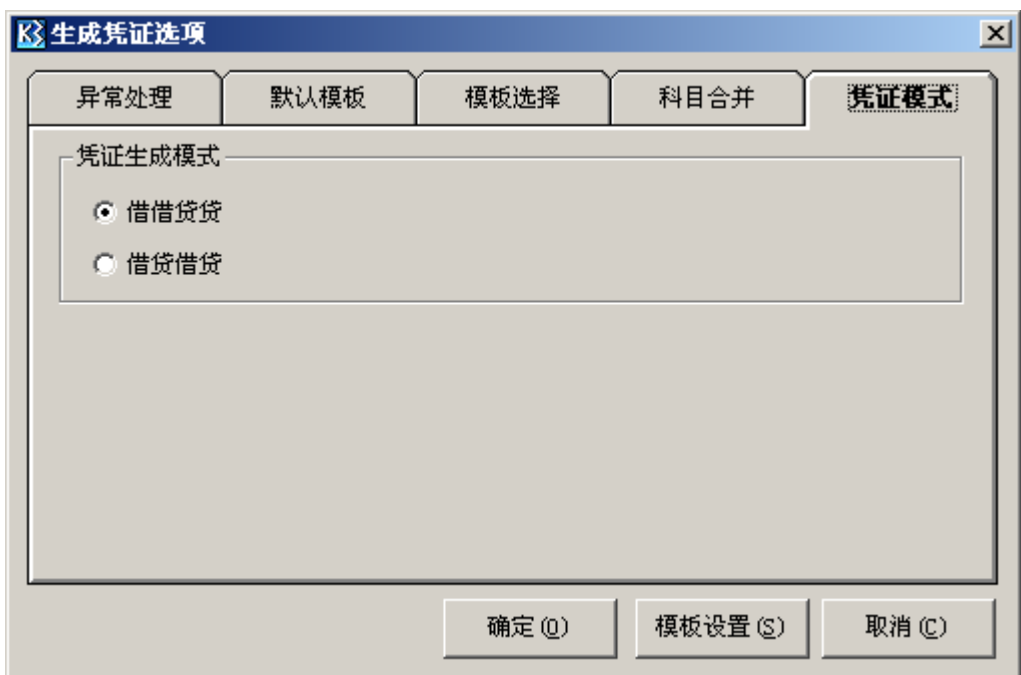 K3 生成凭证选项
异常处理 默认模板 模板选择 科目合并 凭证模式
凭证生成模式
借借贷贷
借贷借贷
确定(O) 模板设置(S) 取消(C)